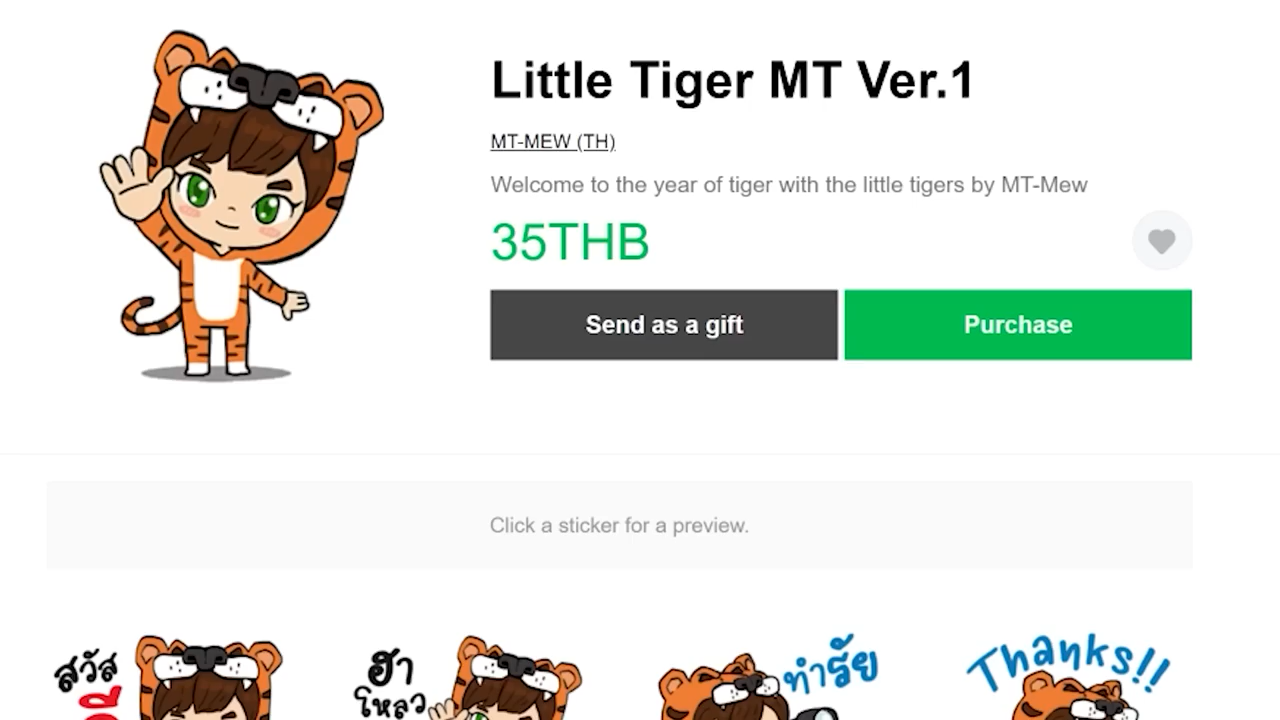 Little Tiger MT Ver.1
MT-MEW (TH)
Welcome to the year of tiger with the little tigers by MT-Mew
35THB
Send as a gift
Purchase
Click a sticker for a preview.
สวัส
ดี
ฮา
โหลว
ทำรัย
Thanks!!